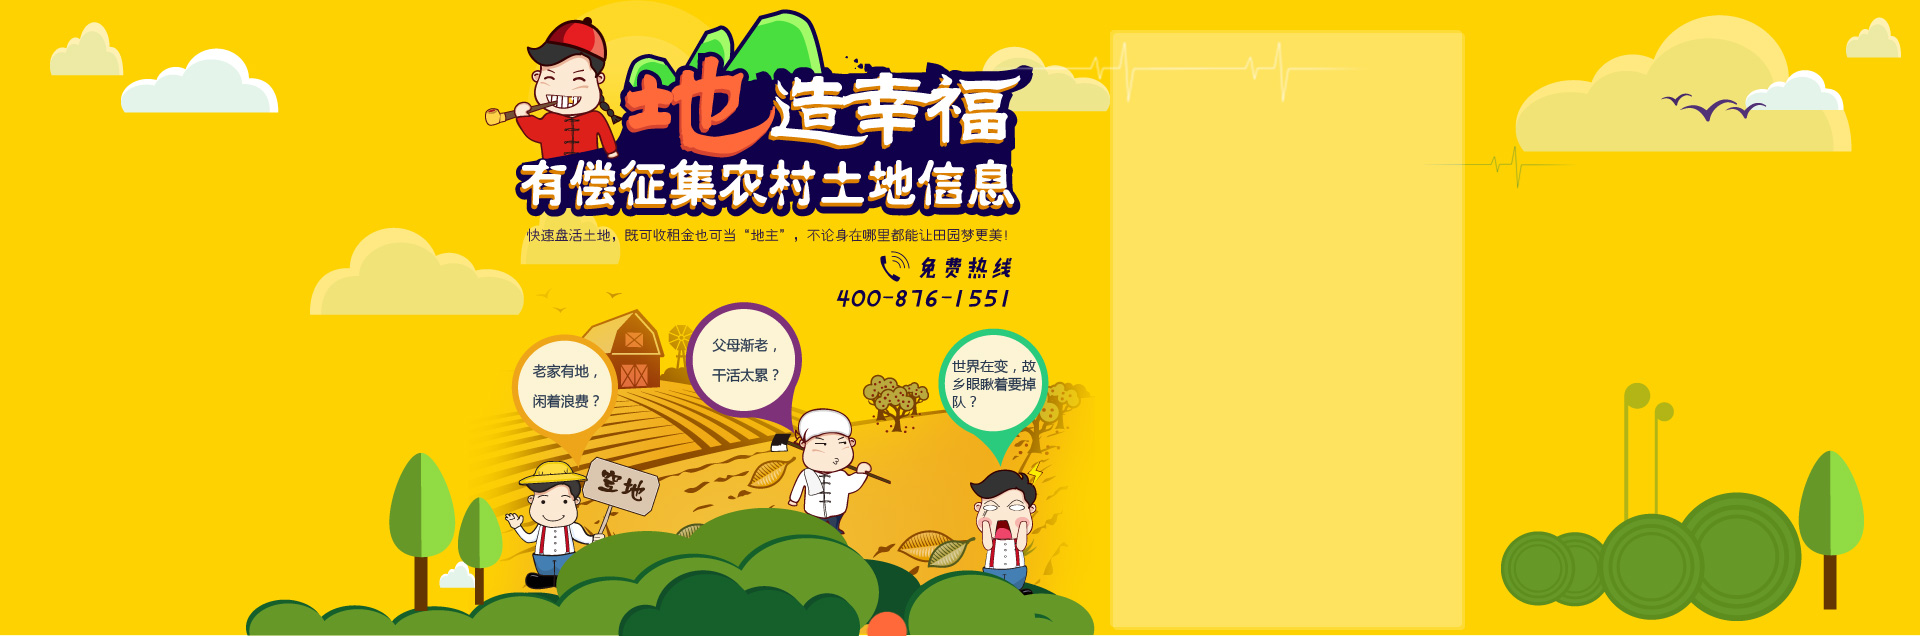 地造幸福
有偿征集农村土地信息
快速盘活土地，既可收租金也可当“地主”，不论身在哪里都能让田园梦更美！
免费热线
400-876-1551
老家有地，
闲着浪费？
父母渐老，
干活太累？
世界在变，故
乡眼瞅着要掉
队？
空地